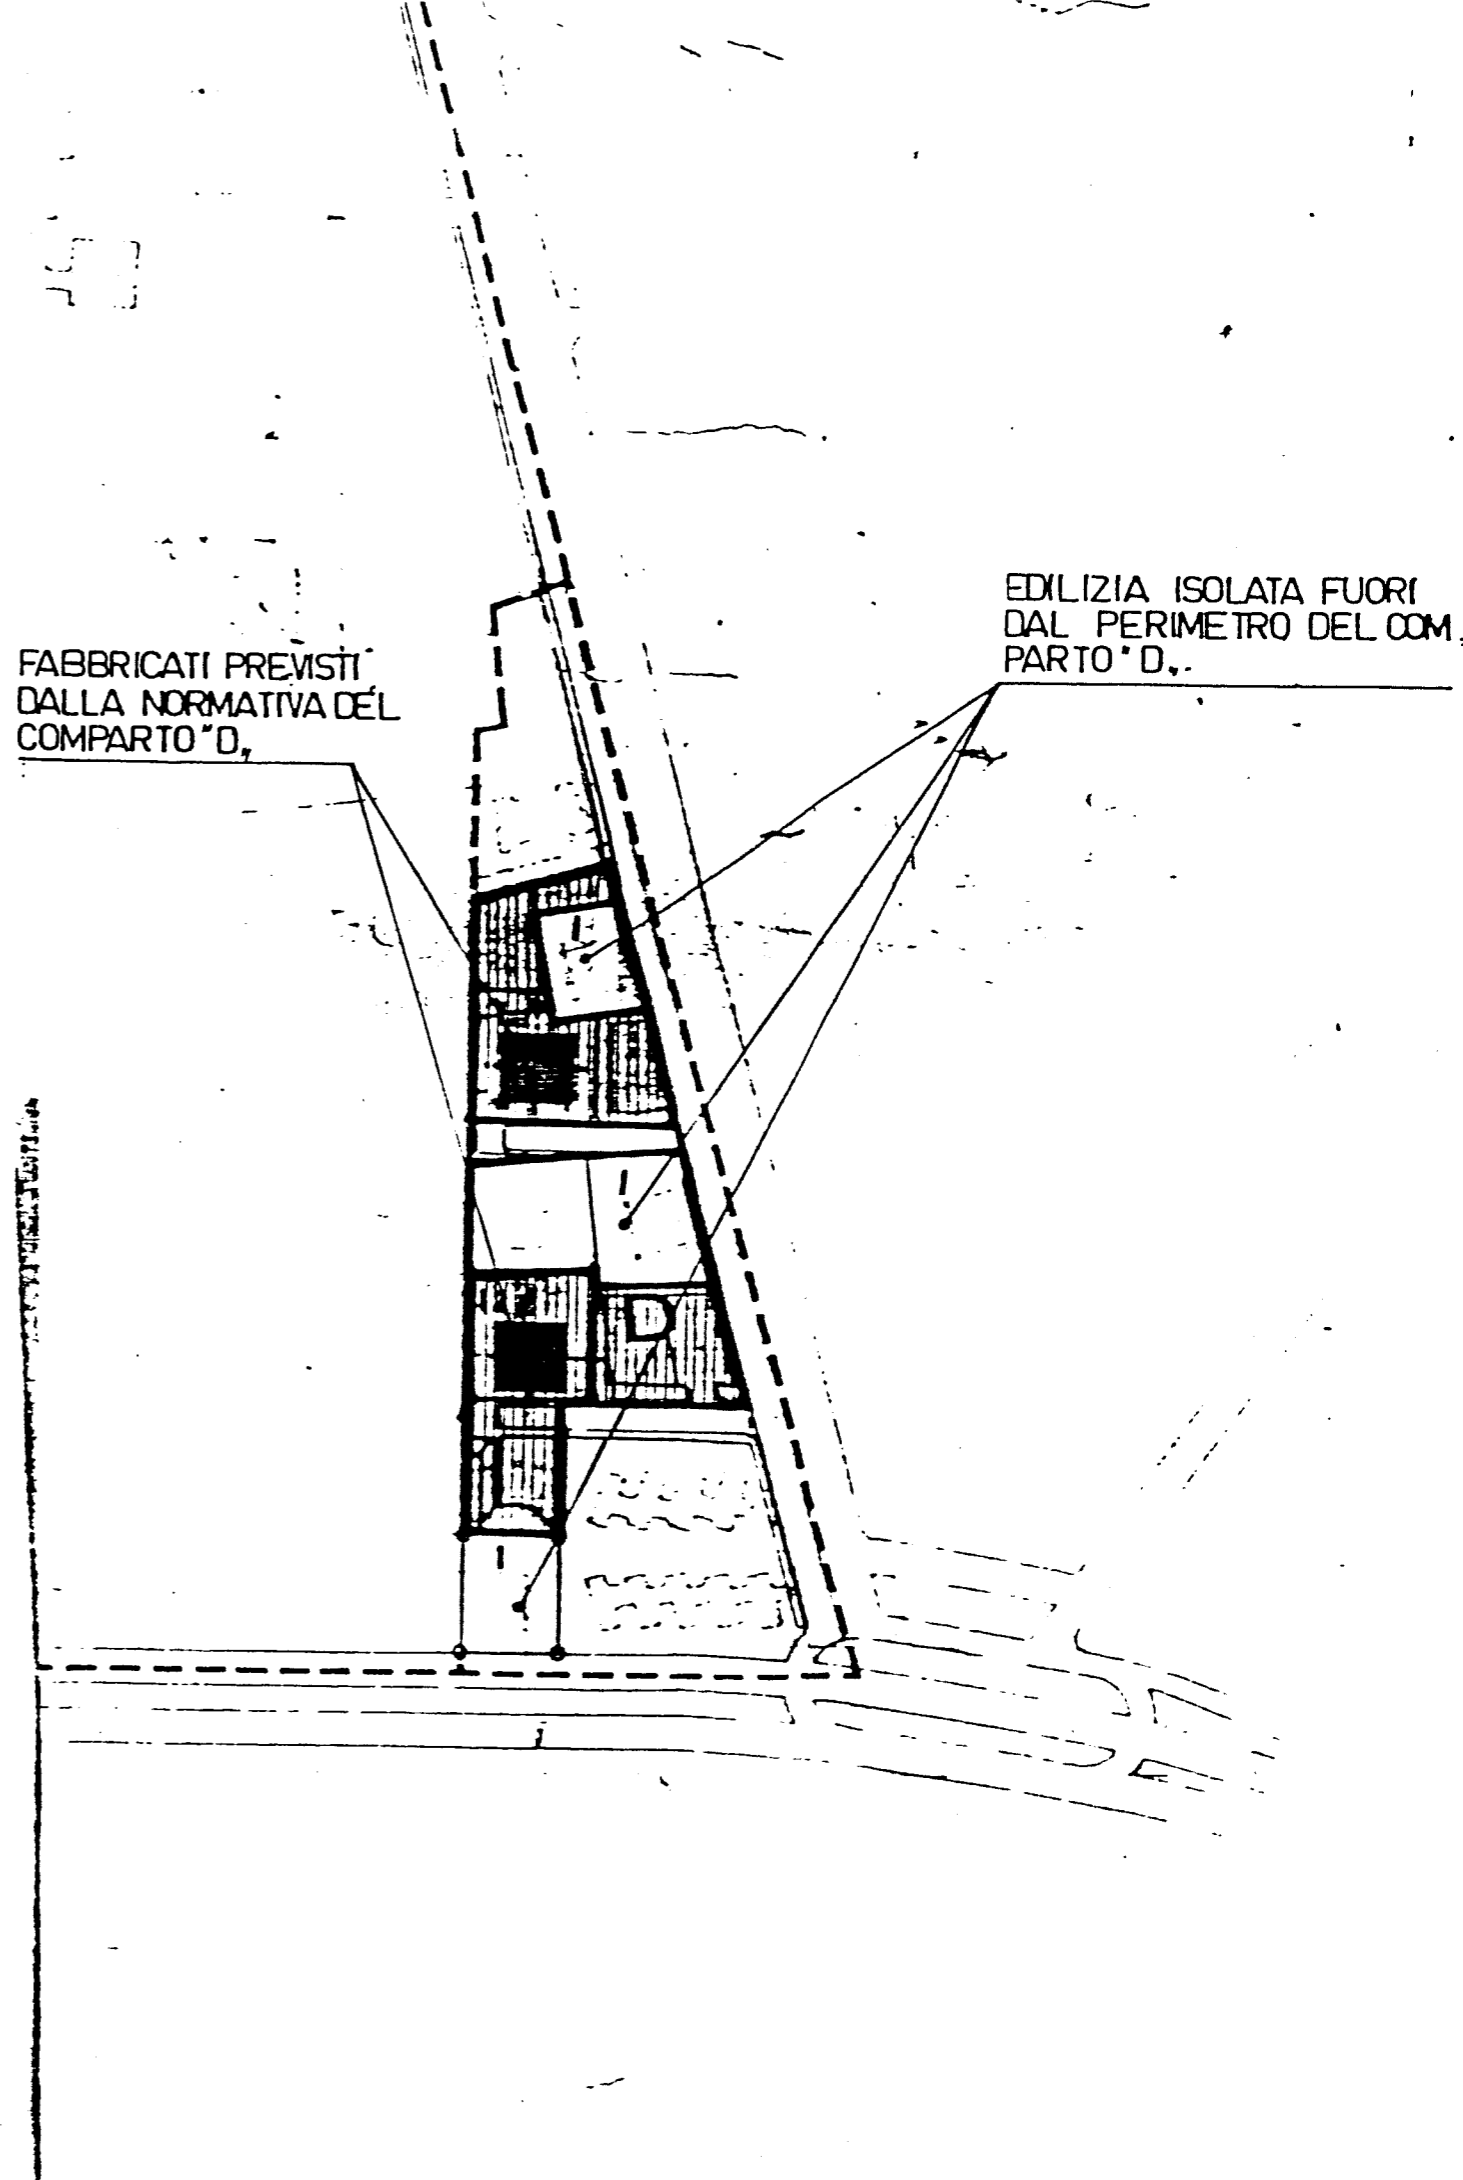 FABBRICATI PREVISTI
DALLA NORMATIVA DEL
COMPARTO "D„
EDILIZIA ISOLATA FUORI
DAL PERIMETRO DEL COM.
PARTO "D„.
D